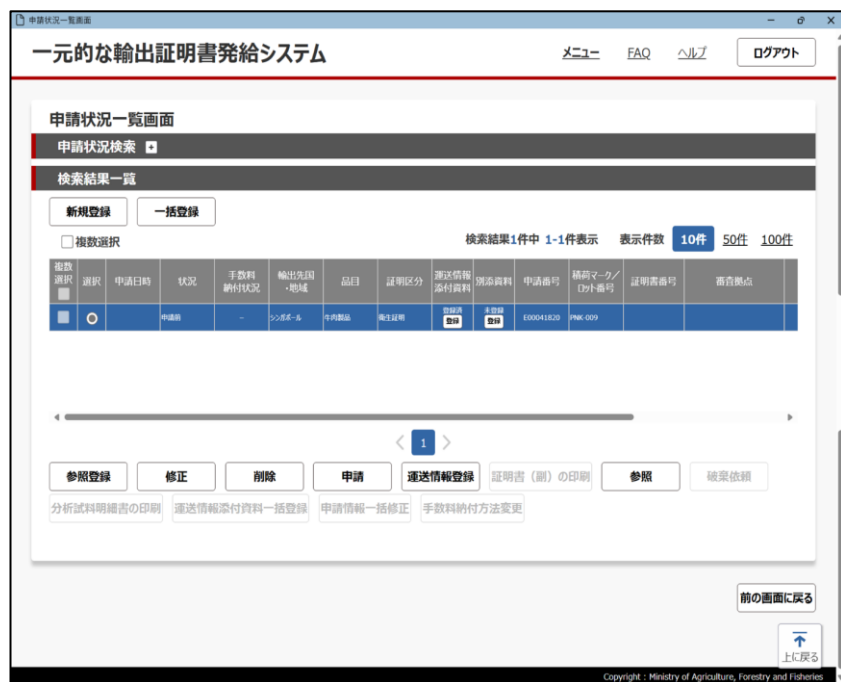 申請状況一覧画面
一元的な輸出証明書発給システム
メニュー FAQ ヘルプ ログアウト
申請状況一覧画面
申請状況検索 +
検索結果一覧
新規登録 一括登録
複数選択 検索結果1件中 1-1件表示 表示件数 10件 50件 100件
複数選択 選択 申請日時 状況 手数料納付状況 輸出先国・地域 品目 証明区分 運送情報添付資料 別添資料 申請番号 積荷マーク/ロット番号 証明書番号 審査拠点
申請前 - シンガポール 牛肉製品 衛生証明 登録済 登録 未登録 登録 E00041820 PNK-009
< 1 >
参照登録 修正 削除 申請 運送情報登録 証明書（副）の印刷 参照 破棄依頼
分析試料明細書の印刷 運送情報添付資料一括登録 申請情報一括修正 手数料納付方法変更
前の画面に戻る
上に戻る
Copyright : Ministry of Agriculture, Forestry and Fisheries